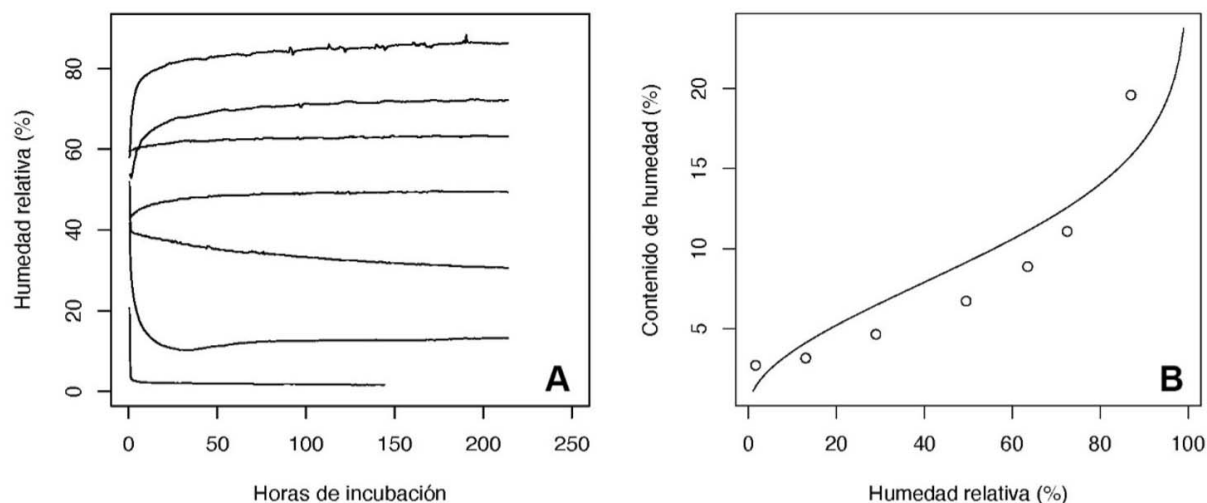 Humedad relativa (%)
80
60
40
20
0
0 50 100 150 200 250
Horas de incubación
A
Contenido de humedad (%)
20
15
10
5
0 20 40 60 80 100
Humedad relativa (%)
B